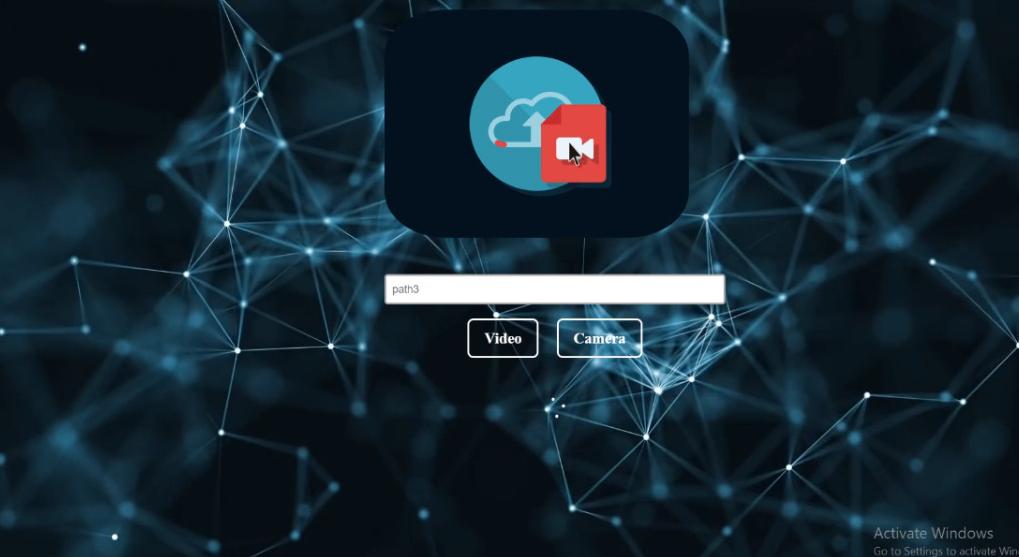 path3
Video
Camera
Activate Windows
Go to Settings to activate Win